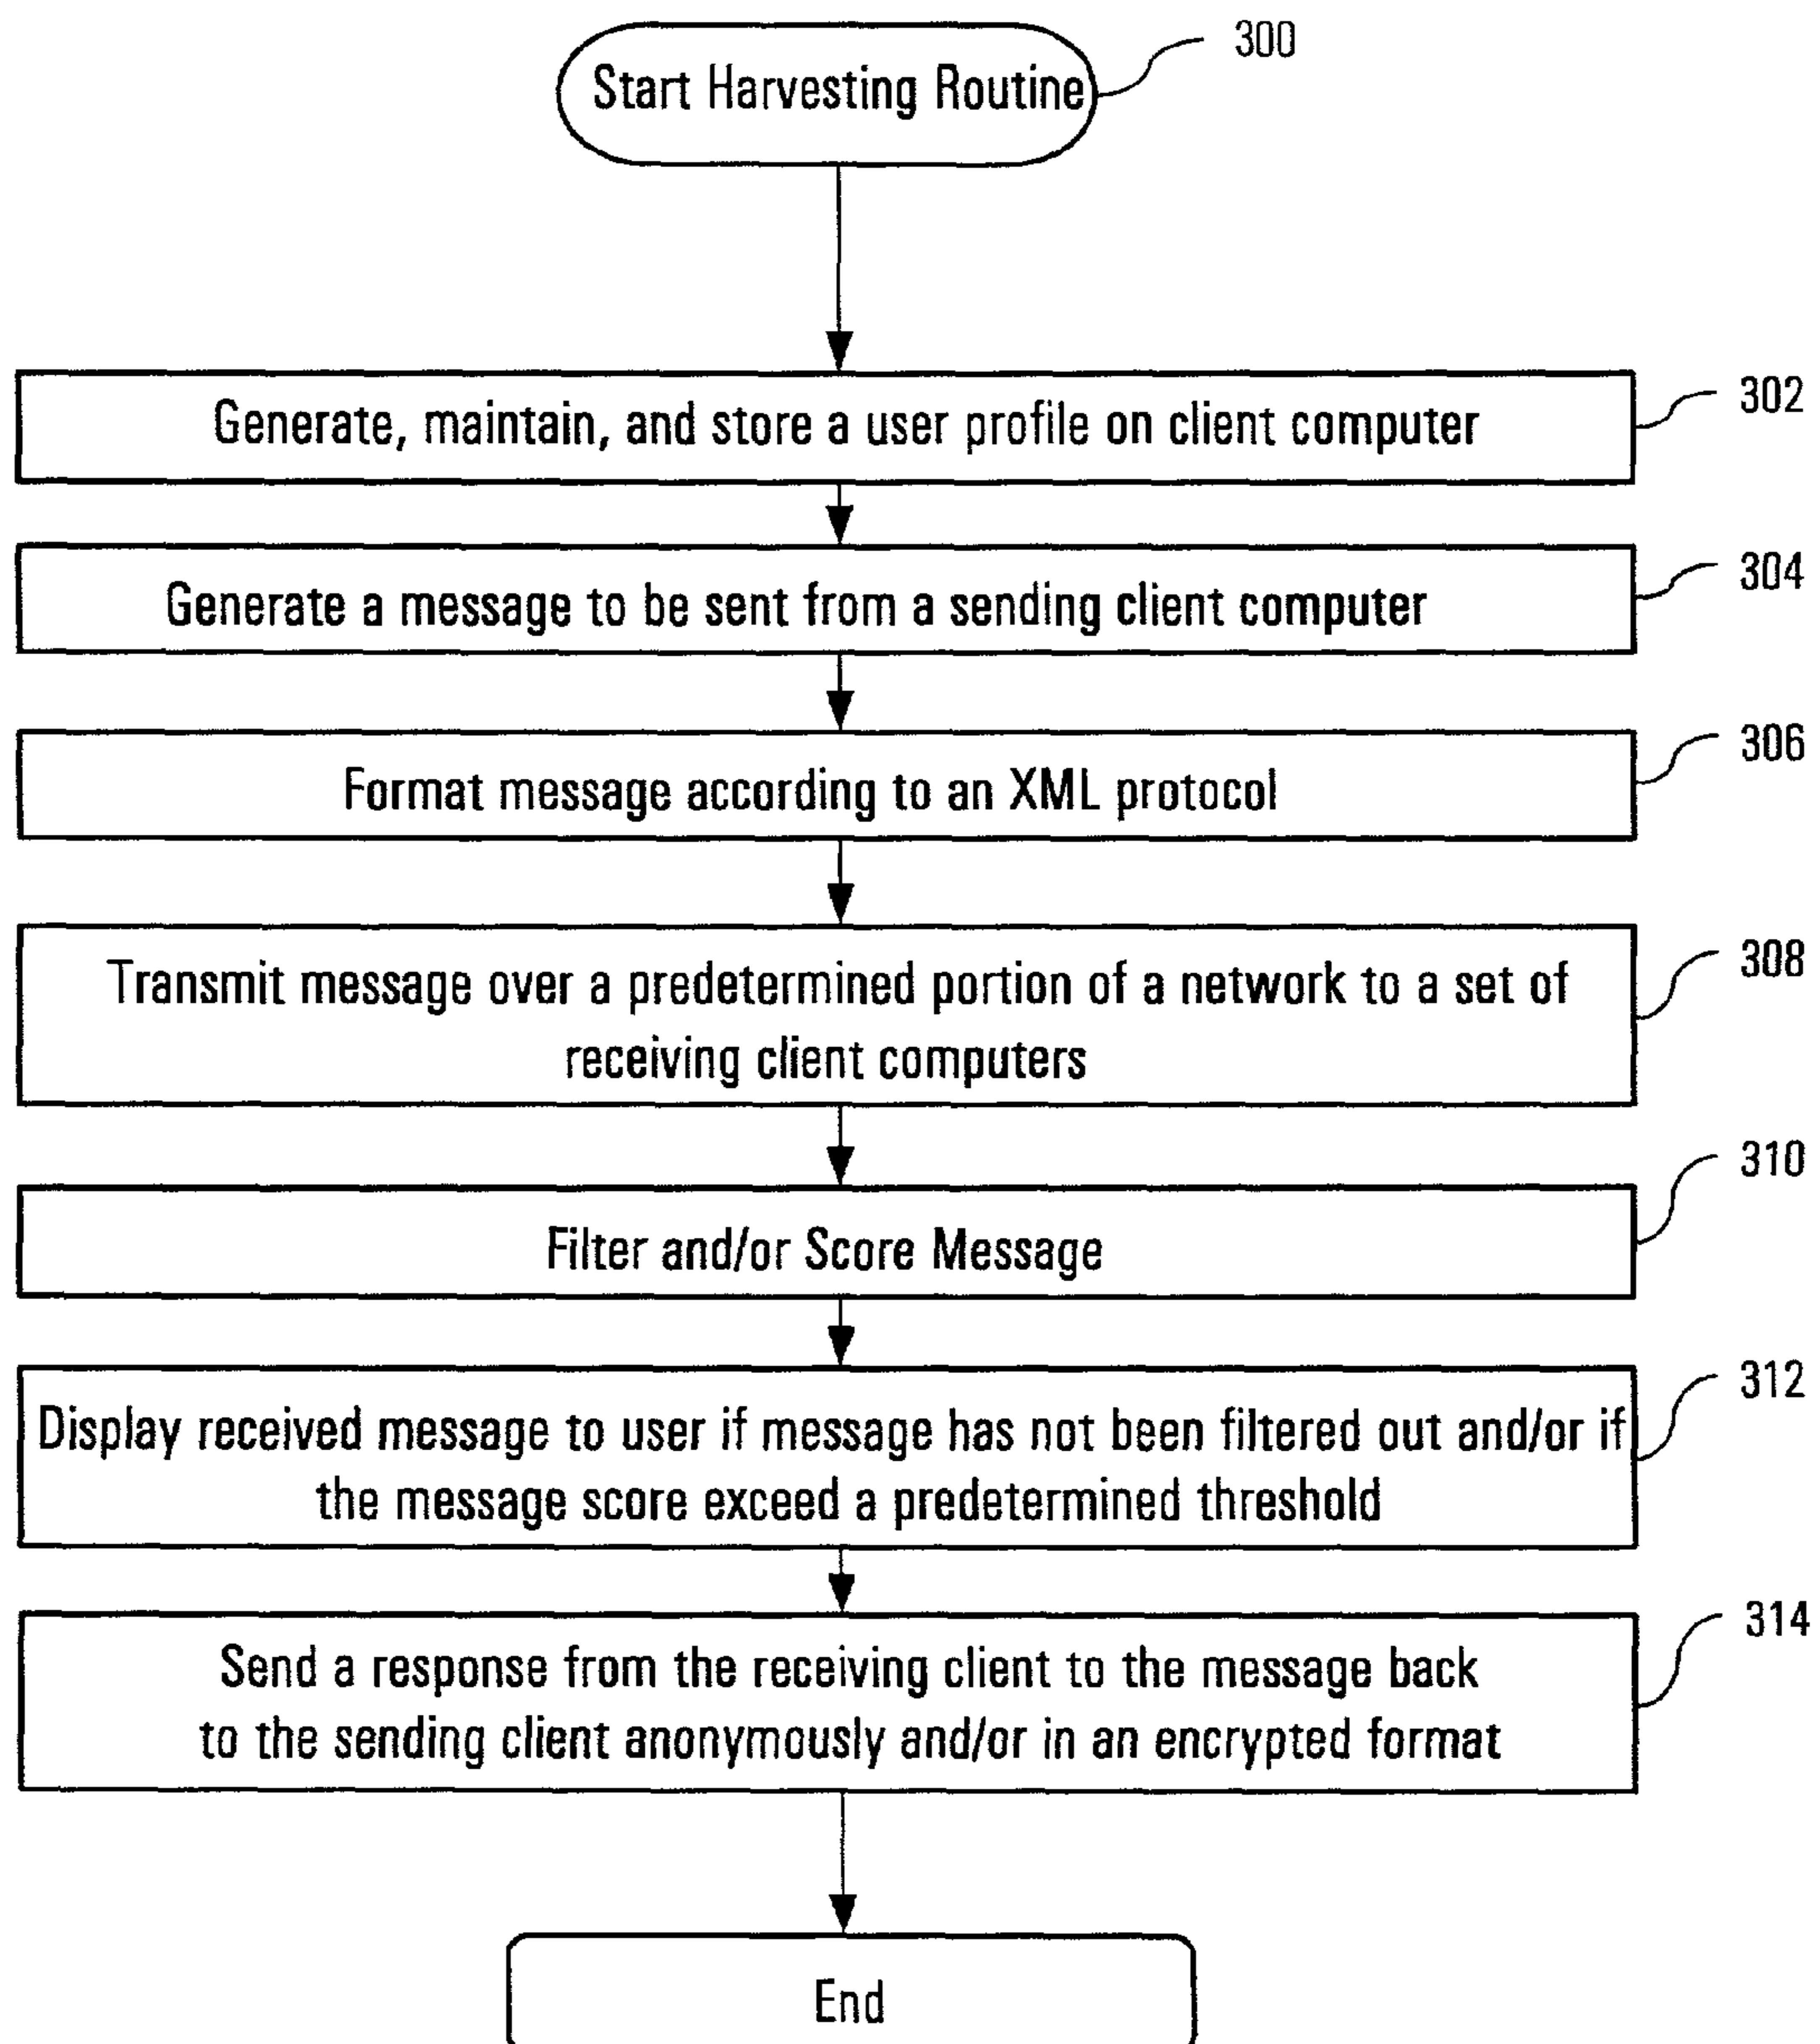 Start Harvesting Routine
300
Generate, maintain, and store a user profile on client computer
302
Generate a message to be sent from a sending client computer
304
Format message according to an XML protocol
306
Transmit message over a predetermined portion of a network to a set of
receiving client computers
308
Filter and/or Score Message
310
Display received message to user if message has not been filtered out and/or if
the message score exceed a predetermined threshold
312
Send a response from the receiving client to the message back
to the sending client anonymously and/or in an encrypted format
314
End